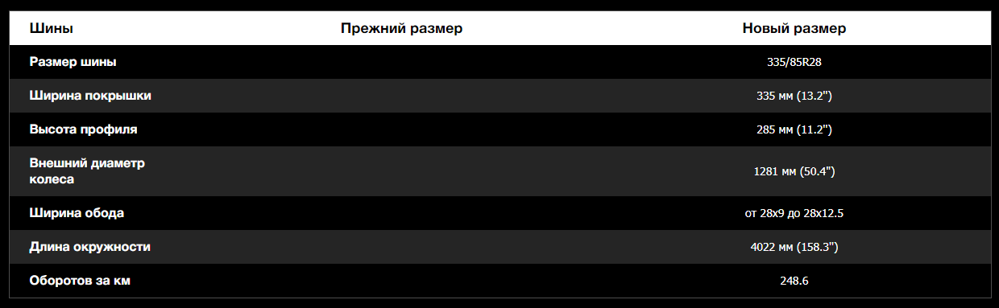 Шины Прежний размер Новый размер
Размер шины 335/85R28
Ширина покрышки 335 мм (13.2")
Высота профиля 285 мм (11.2")
Внешний диаметр
колеса 1281 мм (50.4")
Ширина обода от 28x9 до 28x12.5
Длина окружности 4022 мм (158.3")
Оборотов за км 248.6